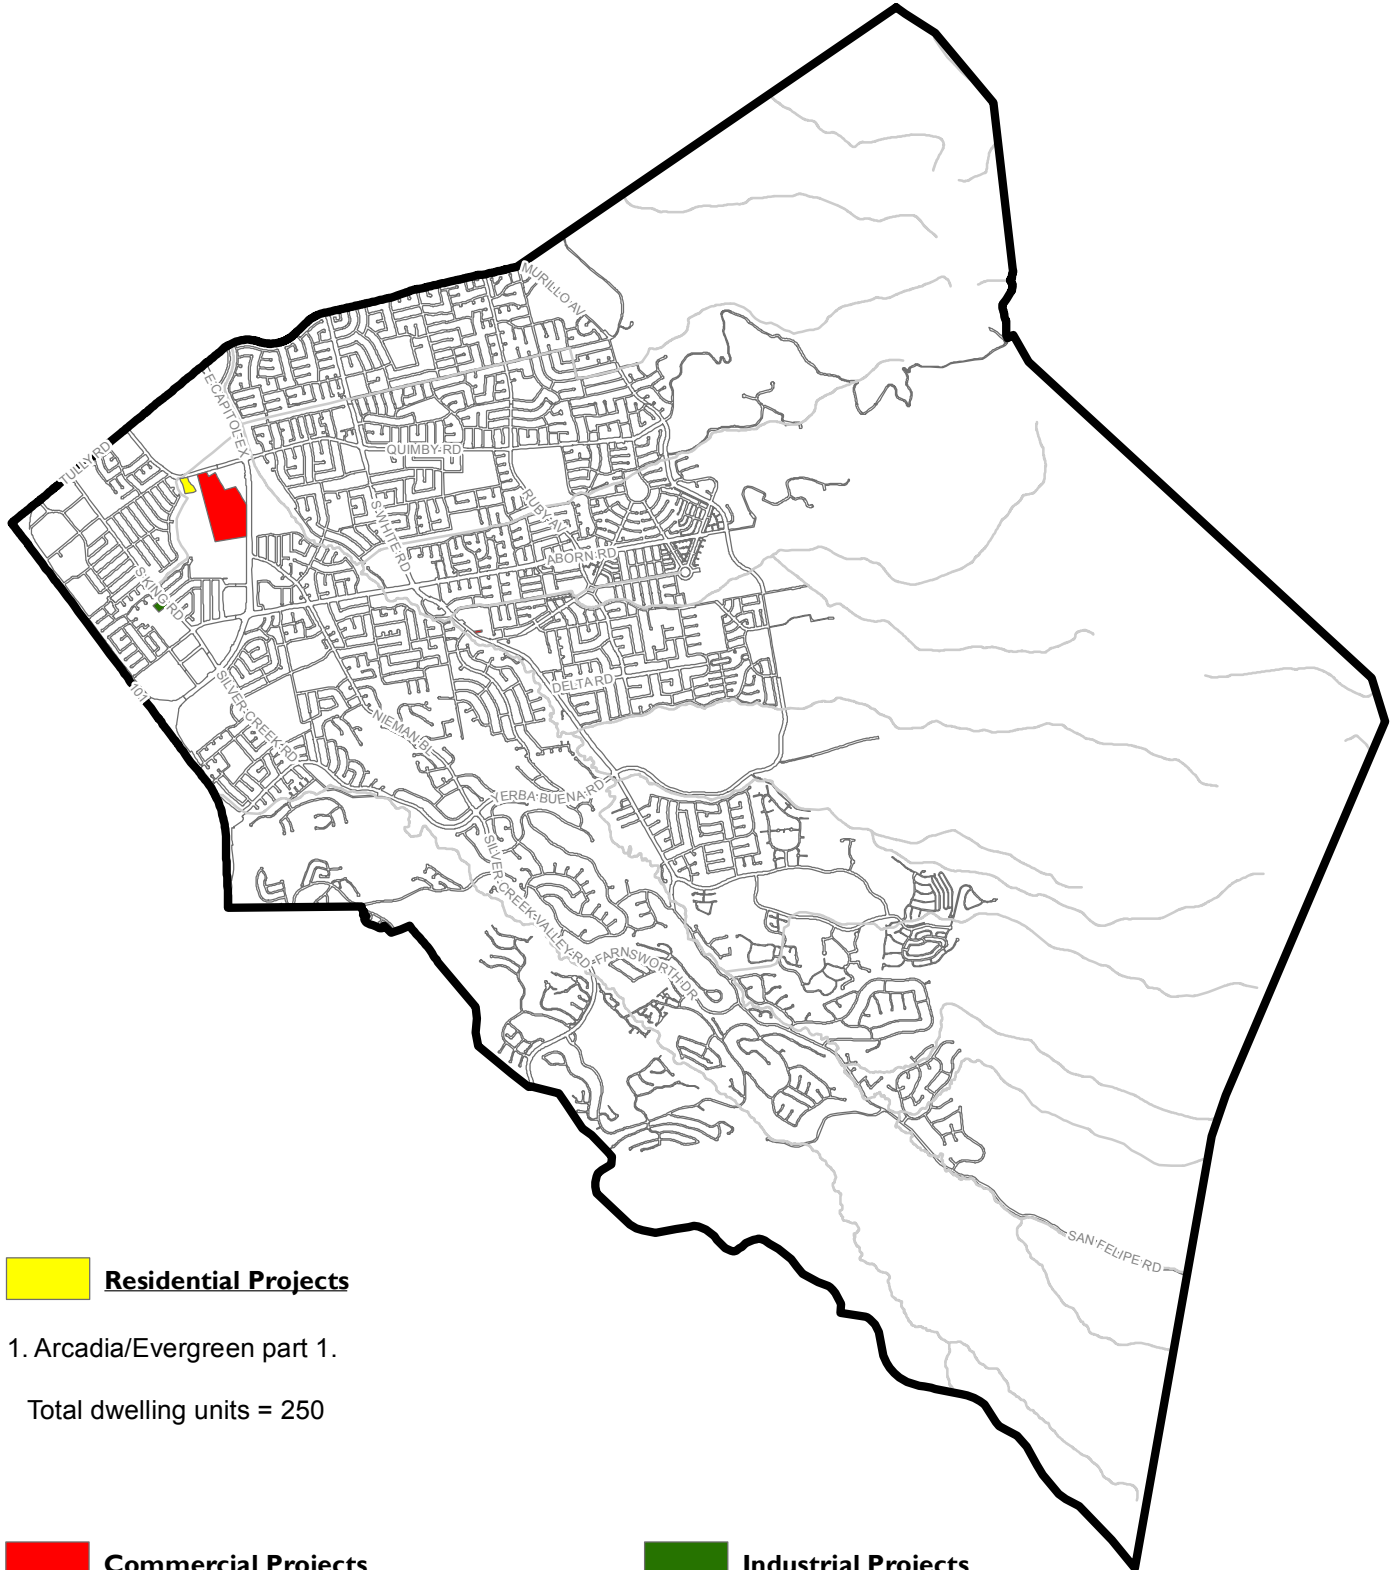 MURILLO AV
E CAPITOL EX
TULLY RD
QUIMBY RD
S WHITE RD
RUBY AV
ABORN RD
S KING RD
101
SILVER CREEK RD
DELTA RD
NIEMAN BL
YERBA BUENA RD
SILVER CREEK VALLEY RD
FARNSWORTH DR
SAN FELIPE RD
Residential Projects
1. Arcadia/Evergreen part 1.
Total dwelling units = 250
Commercial Projects
Industrial Projects